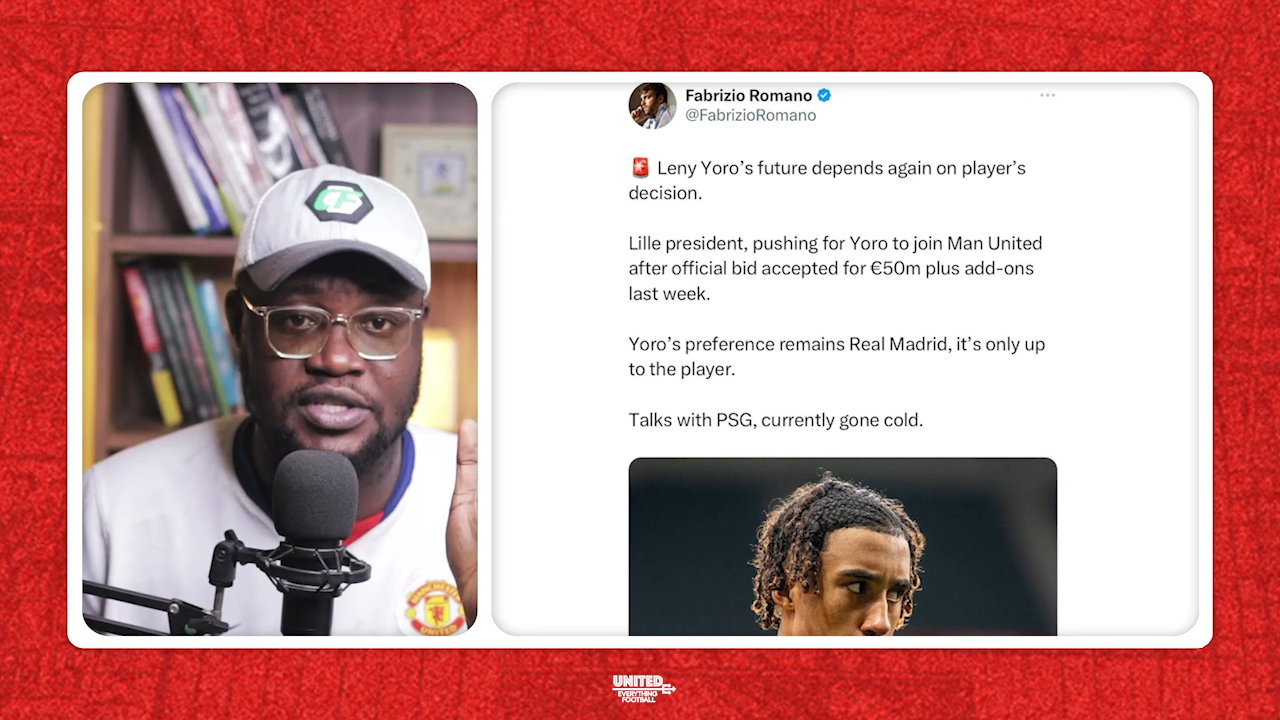 Fabrizio Romano
@FabrizioRomano
🚨 Leny Yoro’s future depends again on player’s
decision.
Lille president, pushing for Yoro to join Man United
after official bid accepted for €50m plus add-ons
last week.
Yoro’s preference remains Real Madrid, it’s only up
to the player.
Talks with PSG, currently gone cold.
MANCHESTER
UNITED
UNITED
EVERYTHING
FOOTBALL